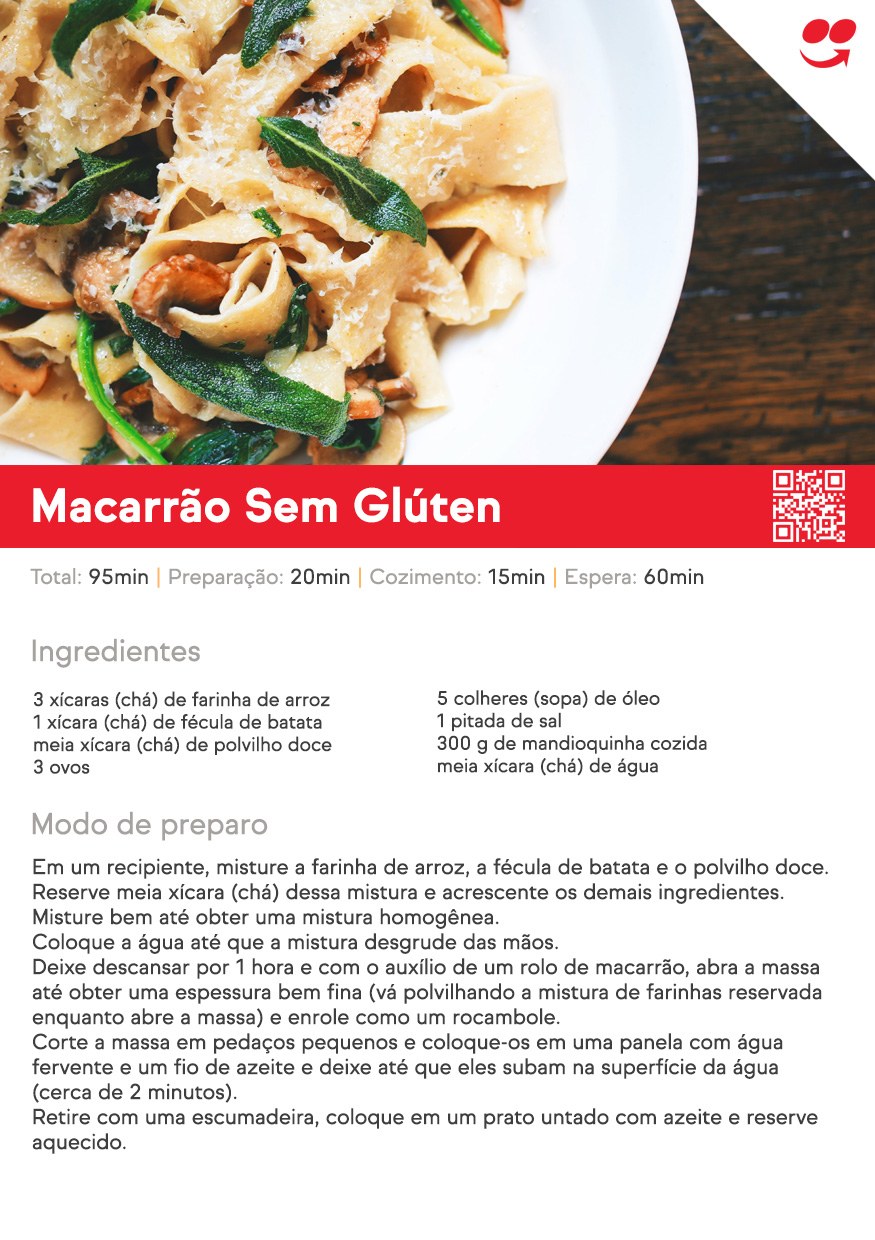 Macarrão Sem Glúten
Total: 95min | Preparação: 20min | Cozimento: 15min | Espera: 60min
Ingredientes
3 xícaras (chá) de farinha de arroz
1 xícara (chá) de fécula de batata
meia xícara (chá) de polvilho doce
3 ovos
5 colheres (sopa) de óleo
1 pitada de sal
300 g de mandioquinha cozida
meia xícara (chá) de água
Modo de preparo
Em um recipiente, misture a farinha de arroz, a fécula de batata e o polvilho doce.
Reserve meia xícara (chá) dessa mistura e acrescente os demais ingredientes.
Misture bem até obter uma mistura homogênea.
Coloque a água até que a mistura desgrude das mãos.
Deixe descansar por 1 hora e com o auxílio de um rolo de macarrão, abra a massa
até obter uma espessura bem fina (vá polvilhando a mistura de farinhas reservada
enquanto abre a massa) e enrole como um rocambole.
Corte a massa em pedaços pequenos e coloque-os em uma panela com água
fervente e um fio de azeite e deixe até que eles subam na superfície da água
(cerca de 2 minutos).
Retire com uma escumadeira, coloque em um prato untado com azeite e reserve
aquecido.